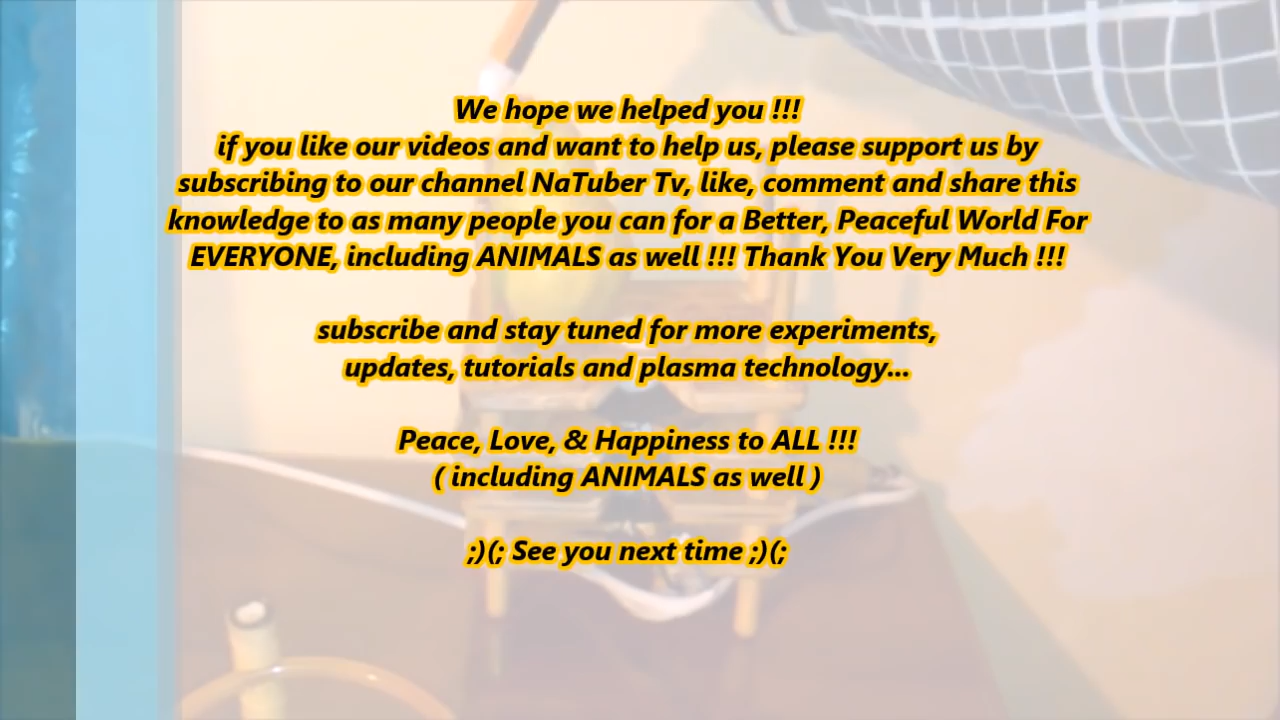 We hope we helped you !!!
if you like our videos and want to help us, please support us by
subscribing to our channel NaTuber Tv, like, comment and share this
knowledge to as many people you can for a Better, Peaceful World For
EVERYONE, including ANIMALS as well !!! Thank You Very Much !!!
subscribe and stay tuned for more experiments,
updates, tutorials and plasma technology...
Peace, Love, & Happiness to ALL !!!
( including ANIMALS as well )
;)(; See you next time ;)(;